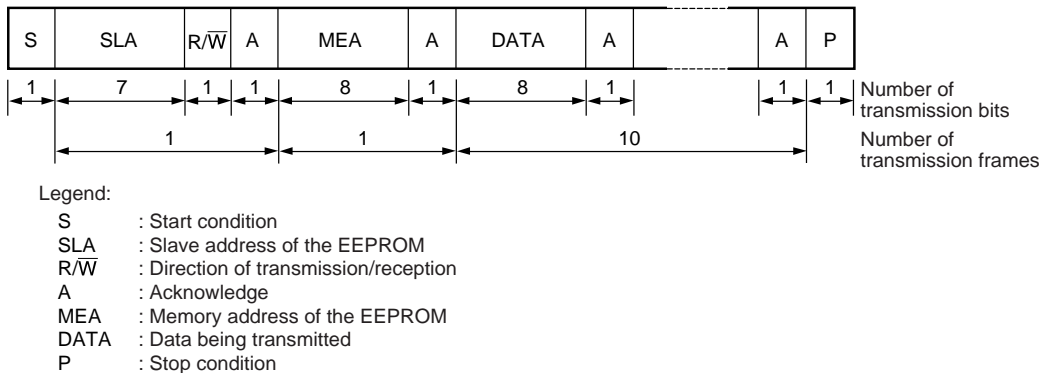 S SLA R/W̅ A MEA A DATA A A P
1 7 1 1 8 1 8 1 1 1 Number of
transmission bits
1 1 10 Number of
transmission frames
Legend:
S : Start condition
SLA : Slave address of the EEPROM
R/W̅ : Direction of transmission/reception
A : Acknowledge
MEA : Memory address of the EEPROM
DATA : Data being transmitted
P : Stop condition